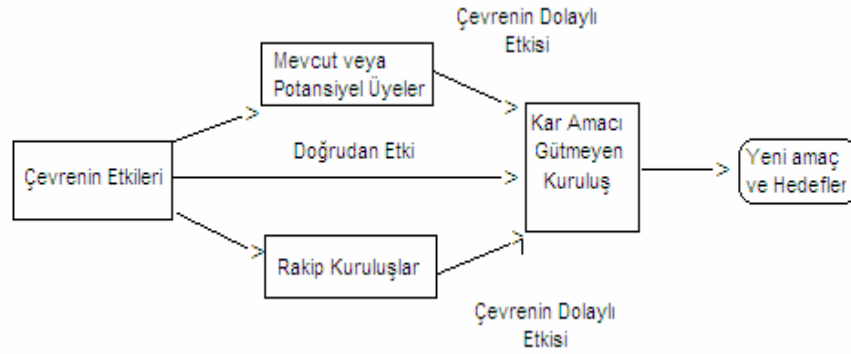 Çevrenin Dolaylı
Etkisi
Mevcut veya
Potansiyel Üyeler
Kar Amacı
Gütmeyen
Kuruluş
Doğrudan Etki
Çevrenin Etkileri
Yeni amaç
ve Hedefler
Rakip Kuruluşlar
Çevrenin Dolaylı
Etkisi